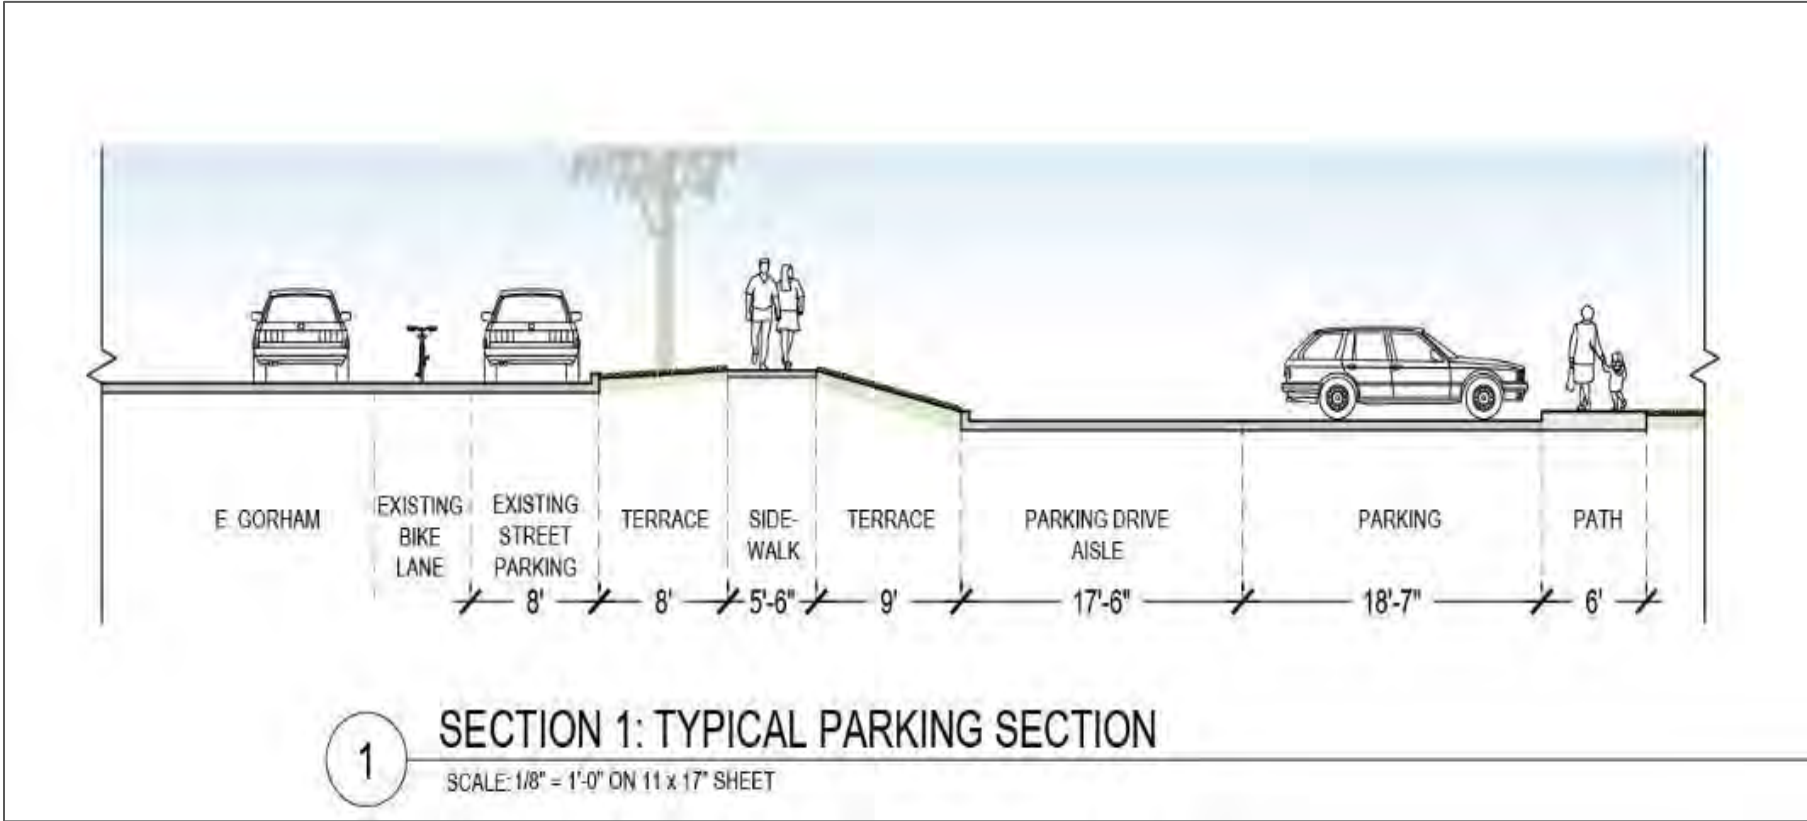 E. GORHAM
EXISTING
BIKE
LANE
EXISTING
STREET
PARKING
TERRACE
SIDE-
WALK
TERRACE
PARKING DRIVE
AISLE
PARKING
PATH
8'
8'
5'-6"
9'
17'-6"
18'-7"
6'
1
SECTION 1: TYPICAL PARKING SECTION
SCALE: 1/8" = 1'-0" ON 11 x 17" SHEET